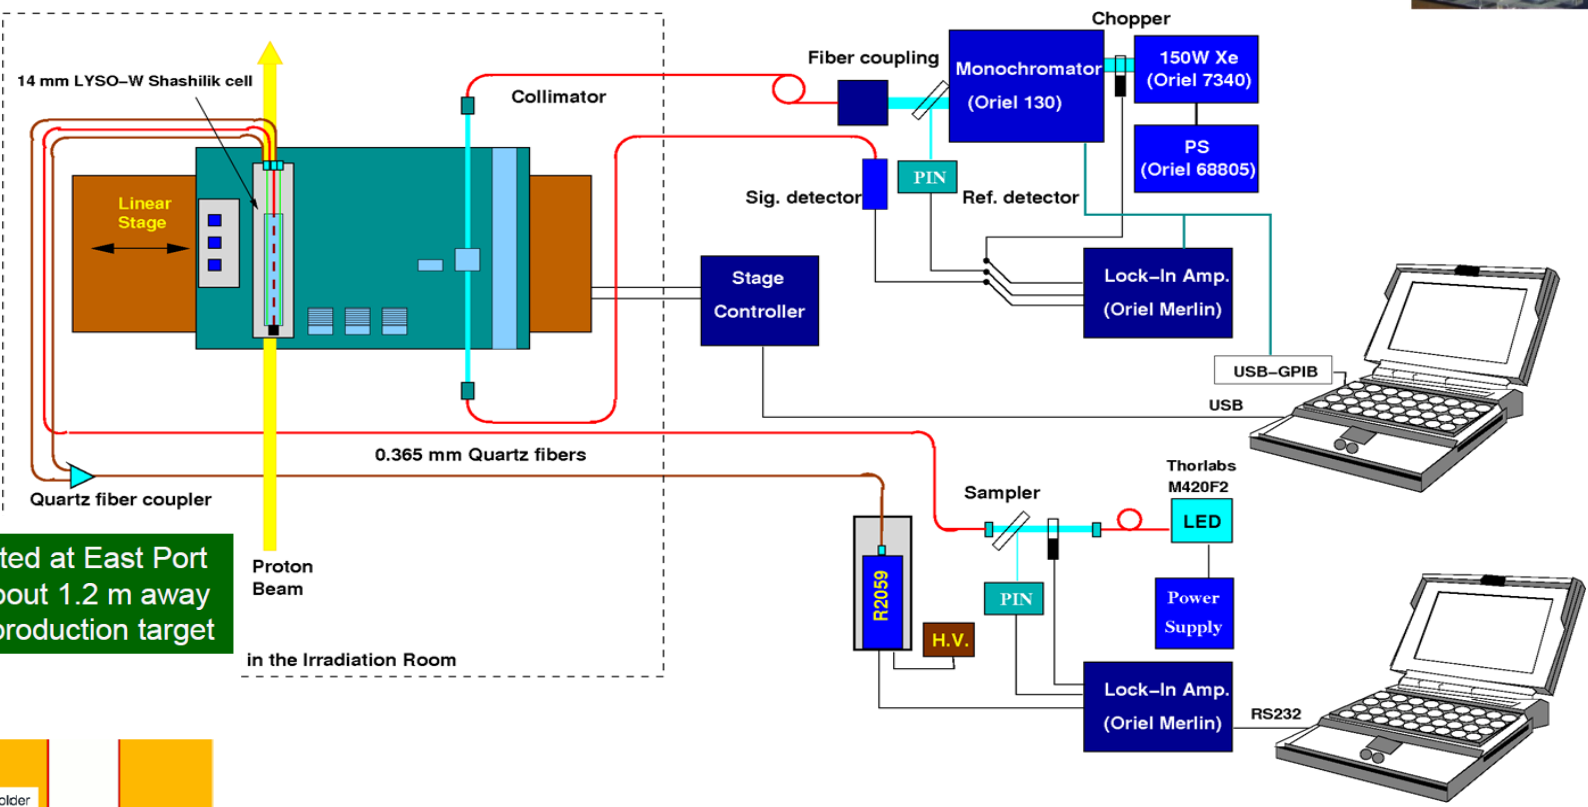 Chopper
14 mm LYSO-W Shashilik cell
Collimator
Fiber coupling
Monochromator
(Oriel 130)
150W Xe
(Oriel 7340)
PS
(Oriel 68805)
Linear
Stage
Sig. detector
PIN
Ref. detector
Stage
Controller
Lock-In Amp.
(Oriel Merlin)
USB-GPIB
USB
0.365 mm Quartz fibers
Quartz fiber coupler
Sampler
Thorlabs
M420F2
LED
Proton
Beam
ted at East Port
out 1.2 m away
production target
in the Irradiation Room
R2059
H.V.
PIN
Power
Supply
Lock-In Amp.
(Oriel Merlin)
RS232
older